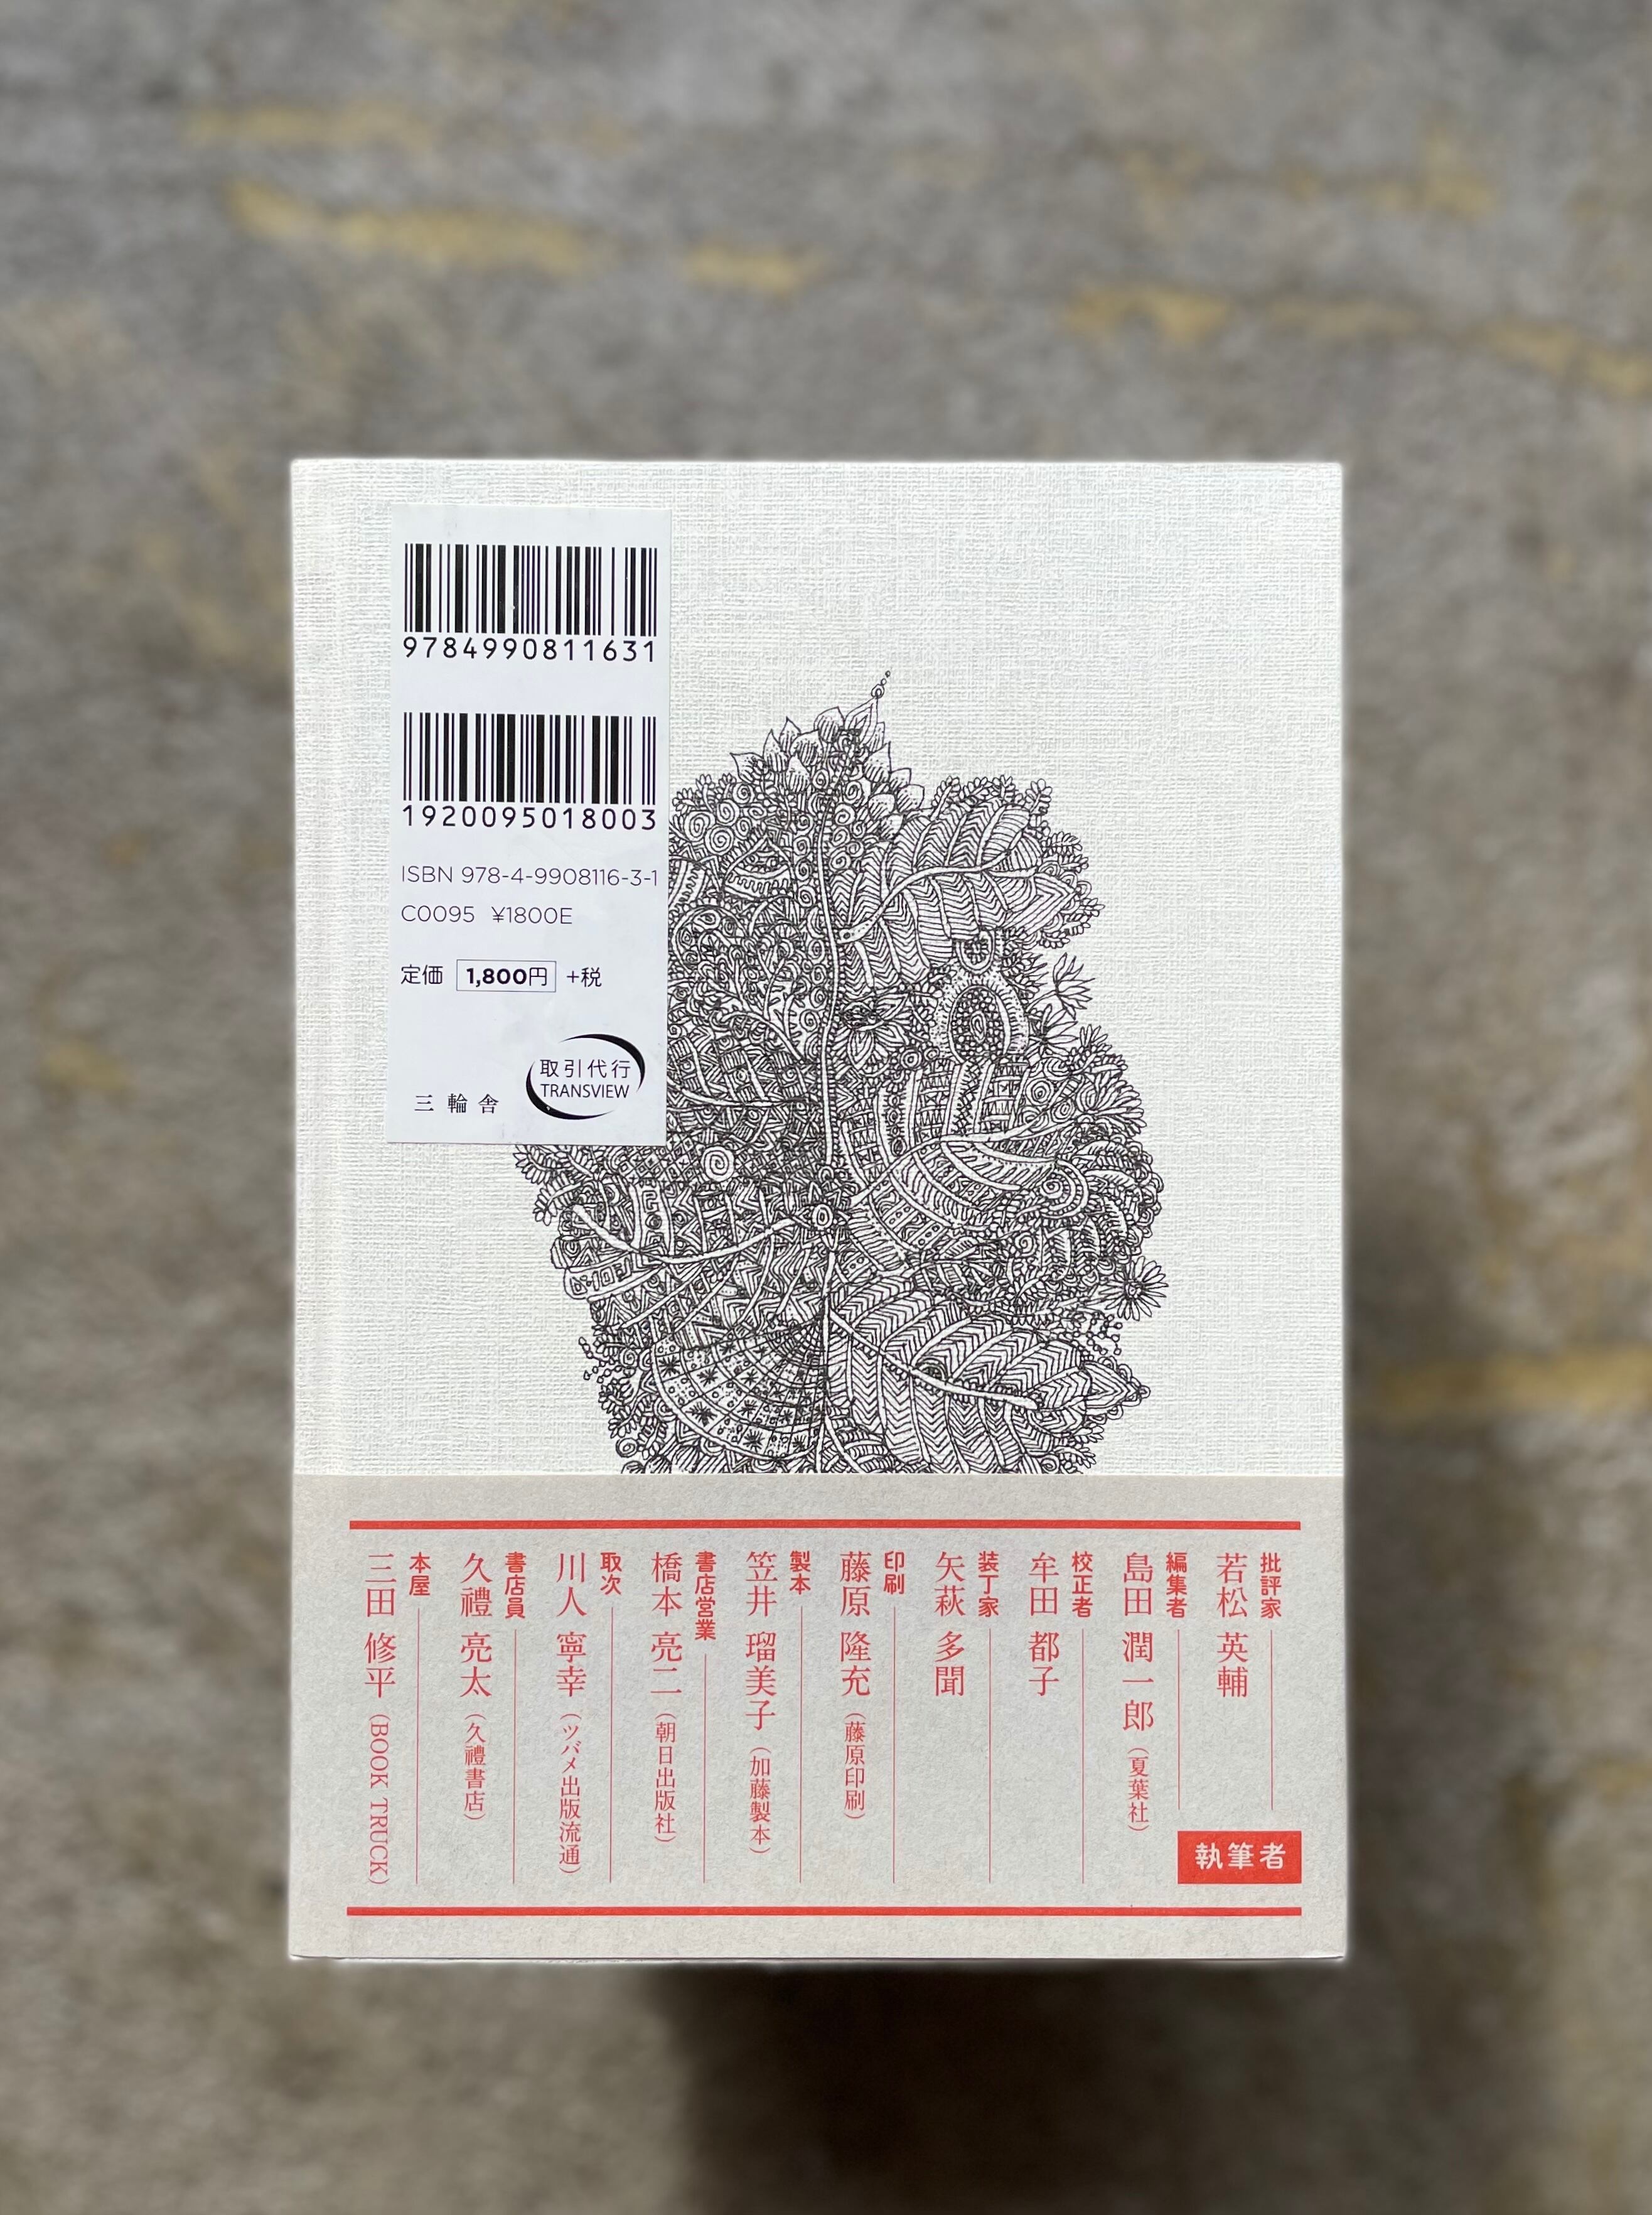 9784990811631
1920095018003
ISBN 978-4-9908116-3-1
C0095 ¥1800E
定価 1,800円 +税
三輪舎
取引代行
TRANSVIEW
批評家
若松 英輔
編集者
島田 潤一郎（夏葉社）
校正者
牟田 都子
装丁家
矢萩 多聞
印刷
藤原 隆充（藤原印刷）
製本
笠井 瑠美子（加藤製本）
書店営業
橋本 亮二（朝日出版社）
取次
川人 寧幸（ツバメ出版流通）
書店員
久禮 亮太（久禮書店）
本屋
三田 修平（BOOK TRUCK）
執筆者